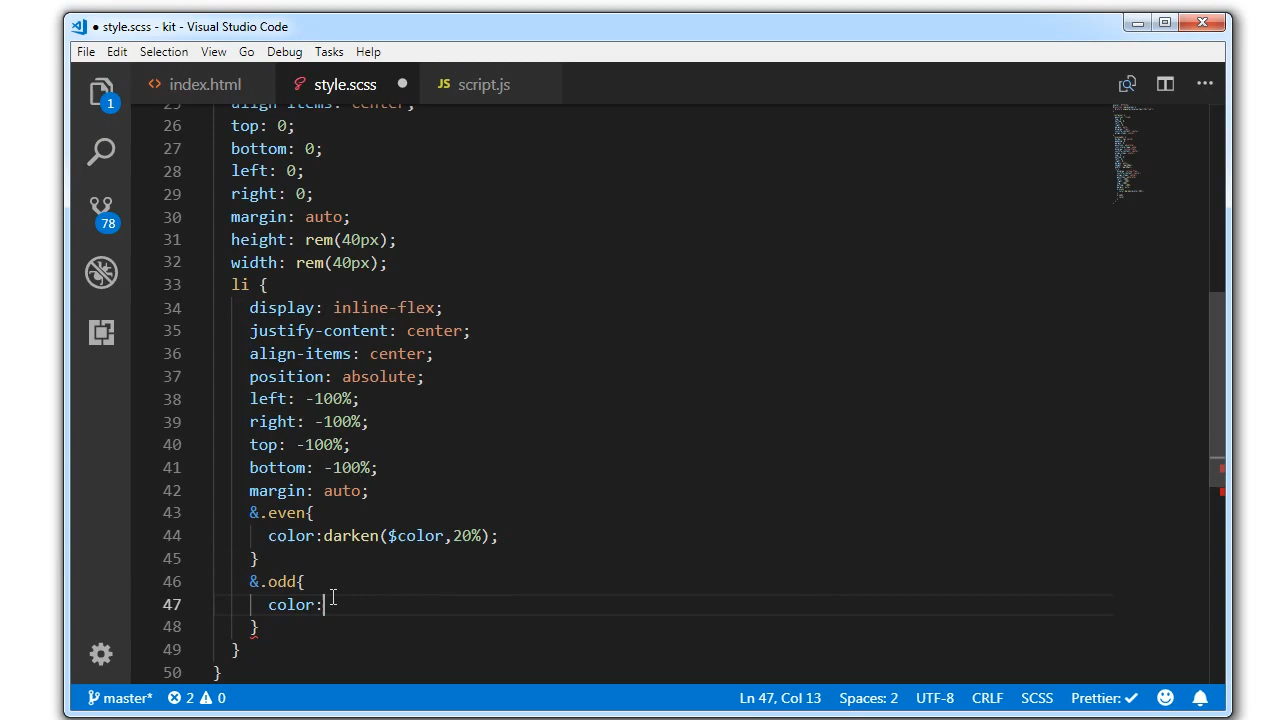 ● style.scss - kit - Visual Studio Code
File Edit Selection View Go Debug Tasks Help
<> index.html style.scss ● JS script.js
1
78
25 align-items: center;
26 top: 0;
27 bottom: 0;
28 left: 0;
29 right: 0;
30 margin: auto;
31 height: rem(40px);
32 width: rem(40px);
33 li {
34 display: inline-flex;
35 justify-content: center;
36 align-items: center;
37 position: absolute;
38 left: -100%;
39 right: -100%;
40 top: -100%;
41 bottom: -100%;
42 margin: auto;
43 &.even{
44 color:darken($color,20%);
45 }
46 &.odd{
47 color:
48 }
49 }
50 }
master* 2 0 Ln 47, Col 13 Spaces: 2 UTF-8 CRLF SCSS Prettier: ✓